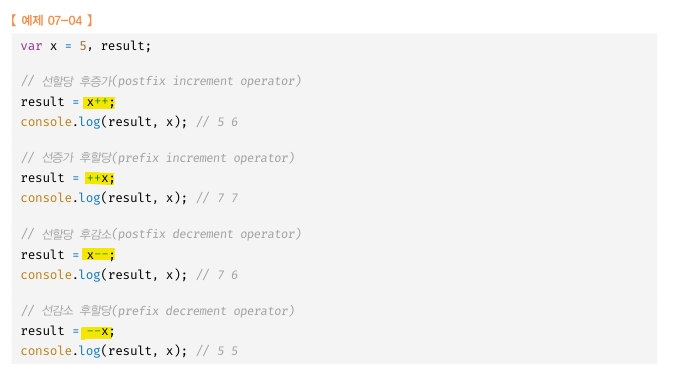 【 예제 07-04 】
var x = 5, result;
// 선할당 후증가(postfix increment operator)
result = x++;
console.log(result, x); // 5 6
// 선증가 후할당(prefix increment operator)
result = ++x;
console.log(result, x); // 7 7
// 선할당 후감소(postfix decrement operator)
result = x--;
console.log(result, x); // 7 6
// 선감소 후할당(prefix decrement operator)
result = --x;
console.log(result, x); // 5 5